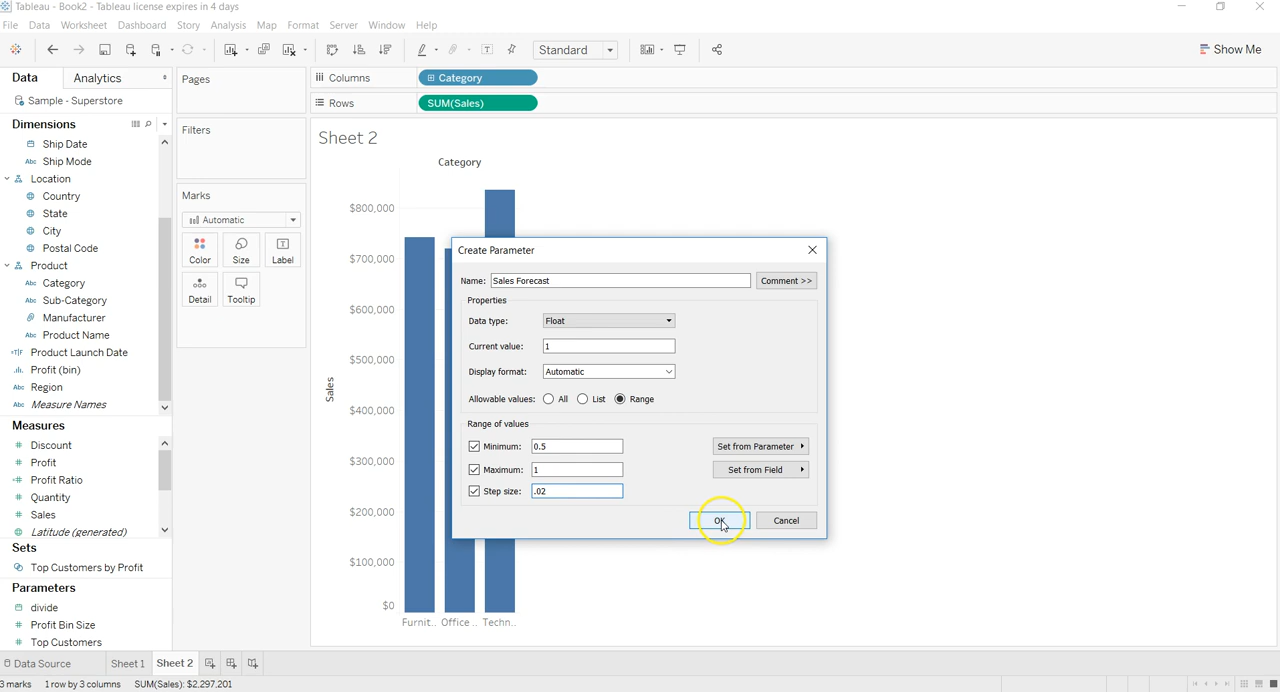 Tableau - Book2 - Tableau license expires in 4 days
File Data Worksheet Dashboard Story Analysis Map Format Server Window Help
Standard
Show Me
Data Analytics
Sample - Superstore
Dimensions
Ship Date
Abc Ship Mode
Location
Country
State
City
Postal Code
Product
Abc Category
Abc Sub-Category
Manufacturer
Abc Product Name
Product Launch Date
Profit (bin)
Abc Region
Abc Measure Names
Measures
# Discount
# Profit
# Profit Ratio
# Quantity
# Sales
Latitude (generated)
Sets
Top Customers by Profit
Parameters
divide
# Profit Bin Size
# Top Customers
Pages
Filters
Marks
Automatic
Color Size Label
Detail Tooltip
Columns Category
Rows SUM(Sales)
Sheet 2
Category
Sales
$800,000
$700,000
$600,000
$500,000
$400,000
$300,000
$200,000
$100,000
$0
Furnit.. Office .. Techn..
Create Parameter
Name: Sales Forecast Comment >>
Properties
Data type: Float
Current value: 1
Display format: Automatic
Allowable values: All List Range
Range of values
Minimum: 0.5 Set from Parameter
Maximum: 1 Set from Field
Step size: .02
OK Cancel
Data Source Sheet 1 Sheet 2
3 marks 1 row by 3 columns SUM(Sales): $2,297,201